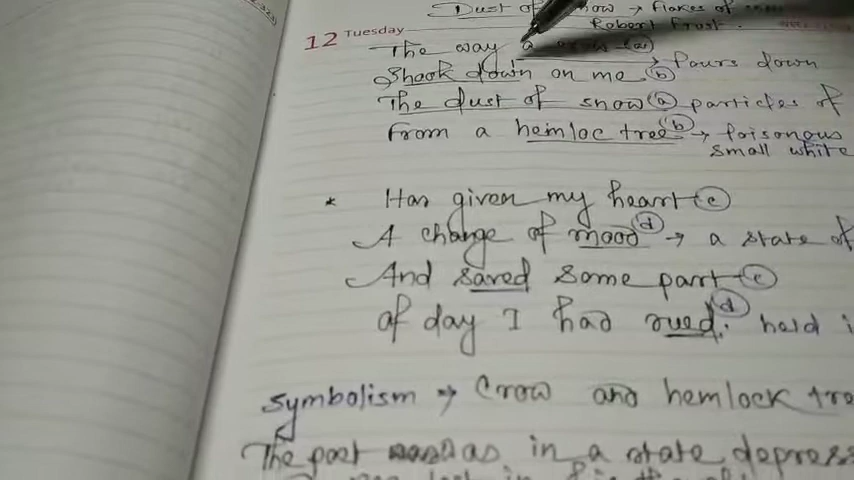 Dust of Snow → flakes of snow
Robert Frost.
12 Tuesday
The way a crow (a)
Shook down on me (b) → Pours down
The dust of snow (a) particles of
From a hemloc tree (b) → Poisonous
small white
* Has given my heart (c)
A change of mood (d) → a state of
And saved some part (c)
of day I had rued. (d) held i
Symbolism → Crow and hemlock tre
The poet as in a state depress